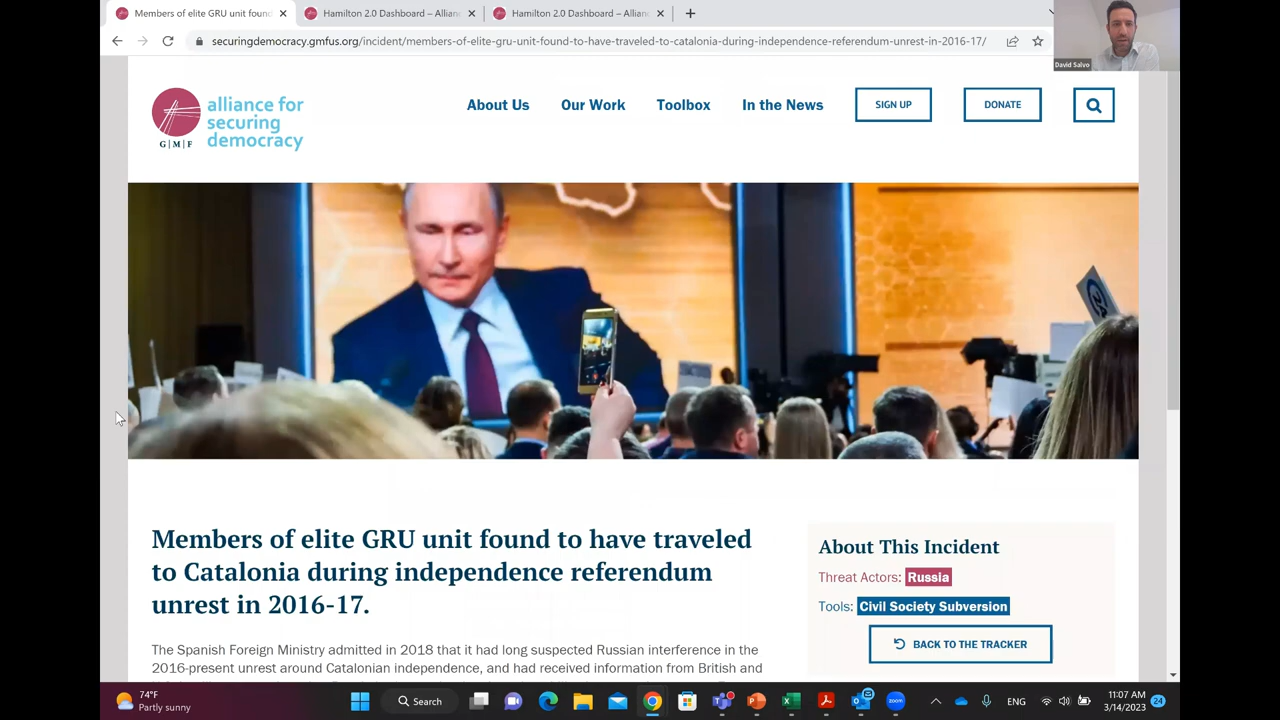 Members of elite GRU unit found
Hamilton 2.0 Dashboard – Allianc
Hamilton 2.0 Dashboard – Allianc
securingdemocracy.gmfus.org/incident/members-of-elite-gru-unit-found-to-have-traveled-to-catalonia-during-independence-referendum-unrest-in-2016-17/
David Salvo
alliance for
securing
democracy
G|M|F
About Us
Our Work
Toolbox
In the News
SIGN UP
DONATE
Members of elite GRU unit found to have traveled
to Catalonia during independence referendum
unrest in 2016-17.
The Spanish Foreign Ministry admitted in 2018 that it had long suspected Russian interference in the
2016-present unrest around Catalonian independence, and had received information from British and
About This Incident
Threat Actors: Russia
Tools: Civil Society Subversion
BACK TO THE TRACKER
74°F
Partly sunny
Search
ENG
11:07 AM
3/14/2023
24